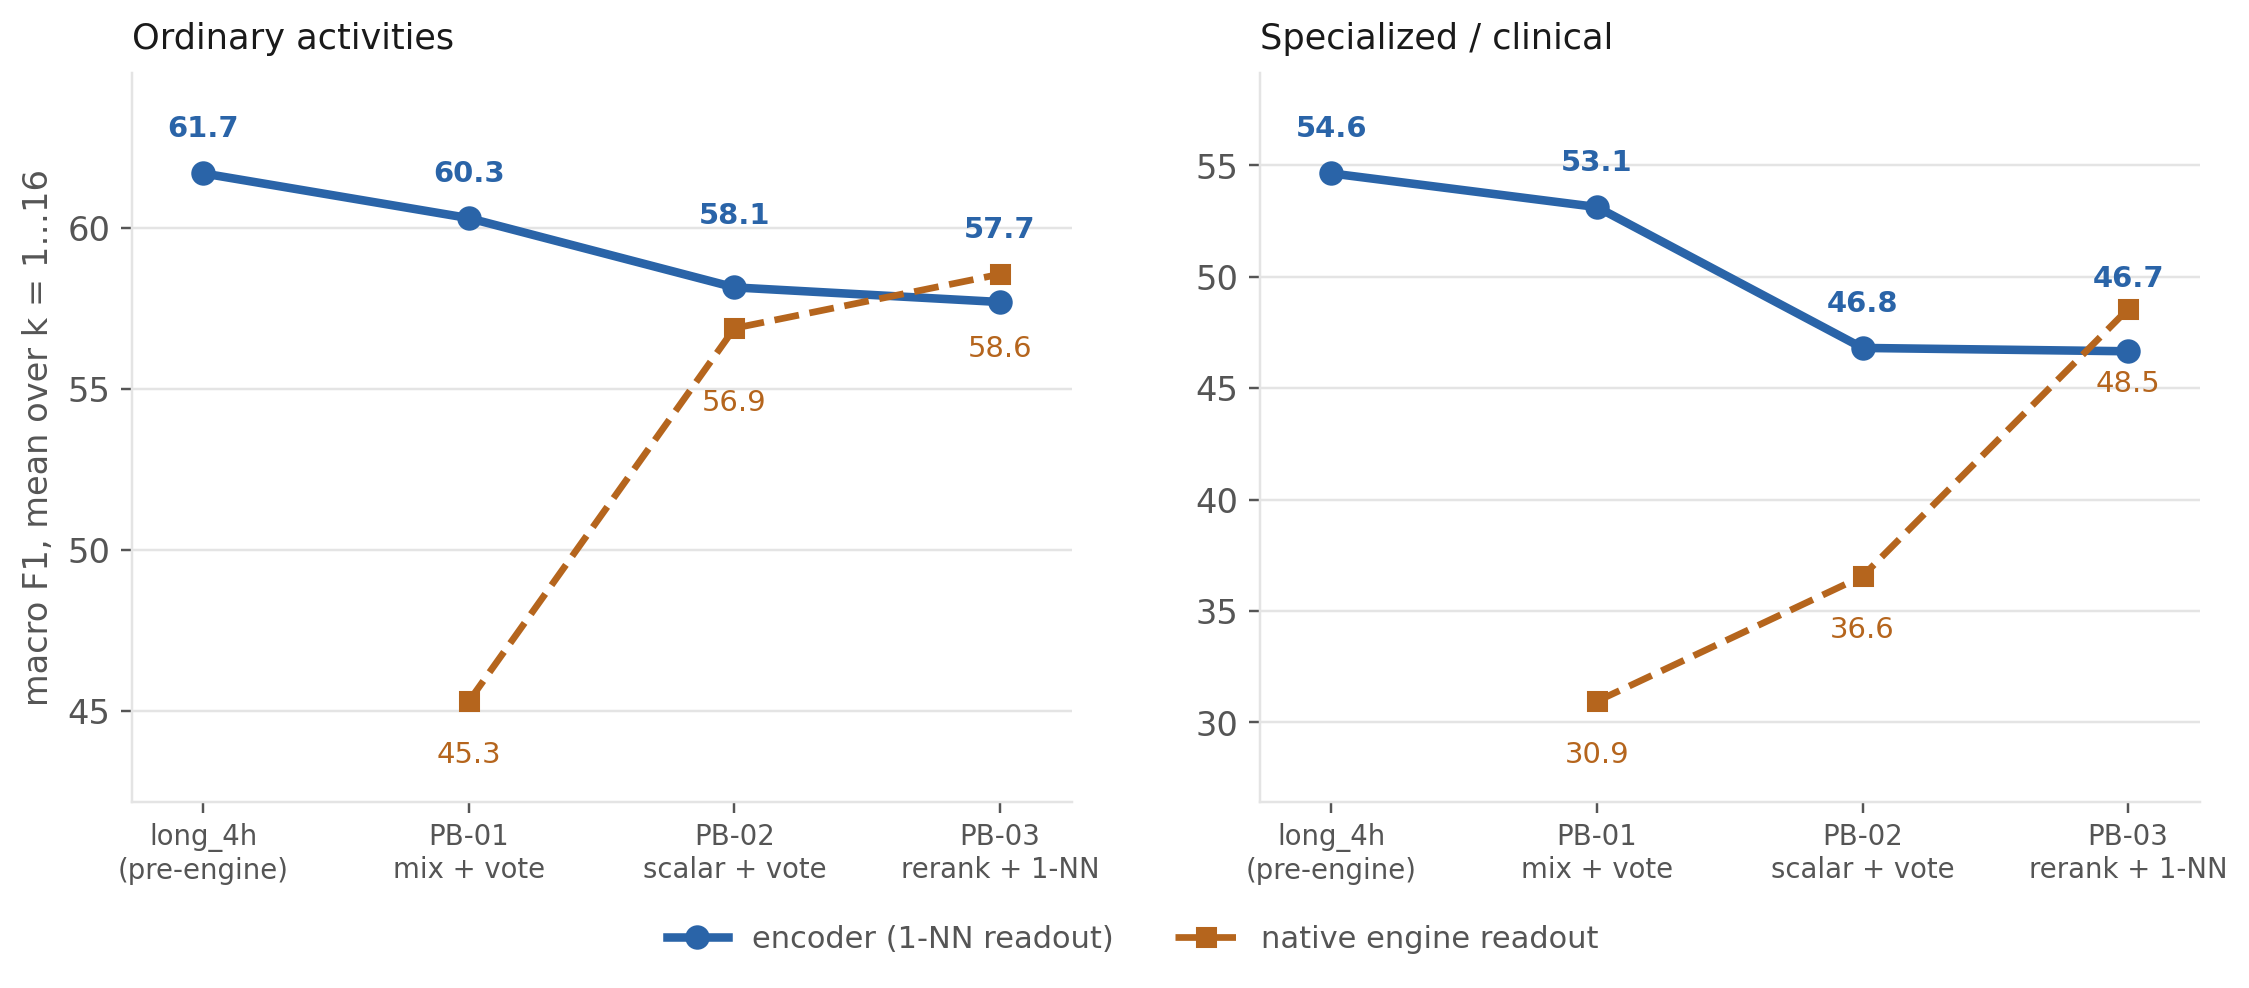 Ordinary activities
macro F1, mean over k = 1…16
60
55
50
45
61.7
60.3
58.1
57.7
58.6
56.9
45.3
long_4h
(pre-engine)
PB-01
mix + vote
PB-02
scalar + vote
PB-03
rerank + 1-NN
Specialized / clinical
55
50
45
40
35
30
54.6
53.1
46.8
46.7
48.5
36.6
30.9
long_4h
(pre-engine)
PB-01
mix + vote
PB-02
scalar + vote
PB-03
rerank + 1-NN
encoder (1-NN readout)
native engine readout